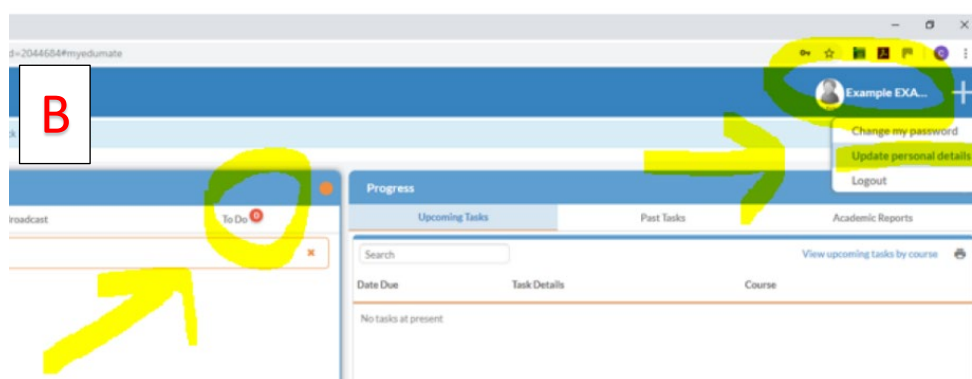 d=2044684#myedumate
B
Example EXA...
Change my password
Update personal details
Logout
Progress
roadcast
To Do 0
Upcoming Tasks
Past Tasks
Academic Reports
Search
View upcoming tasks by course
Date Due
Task Details
Course
No tasks at present